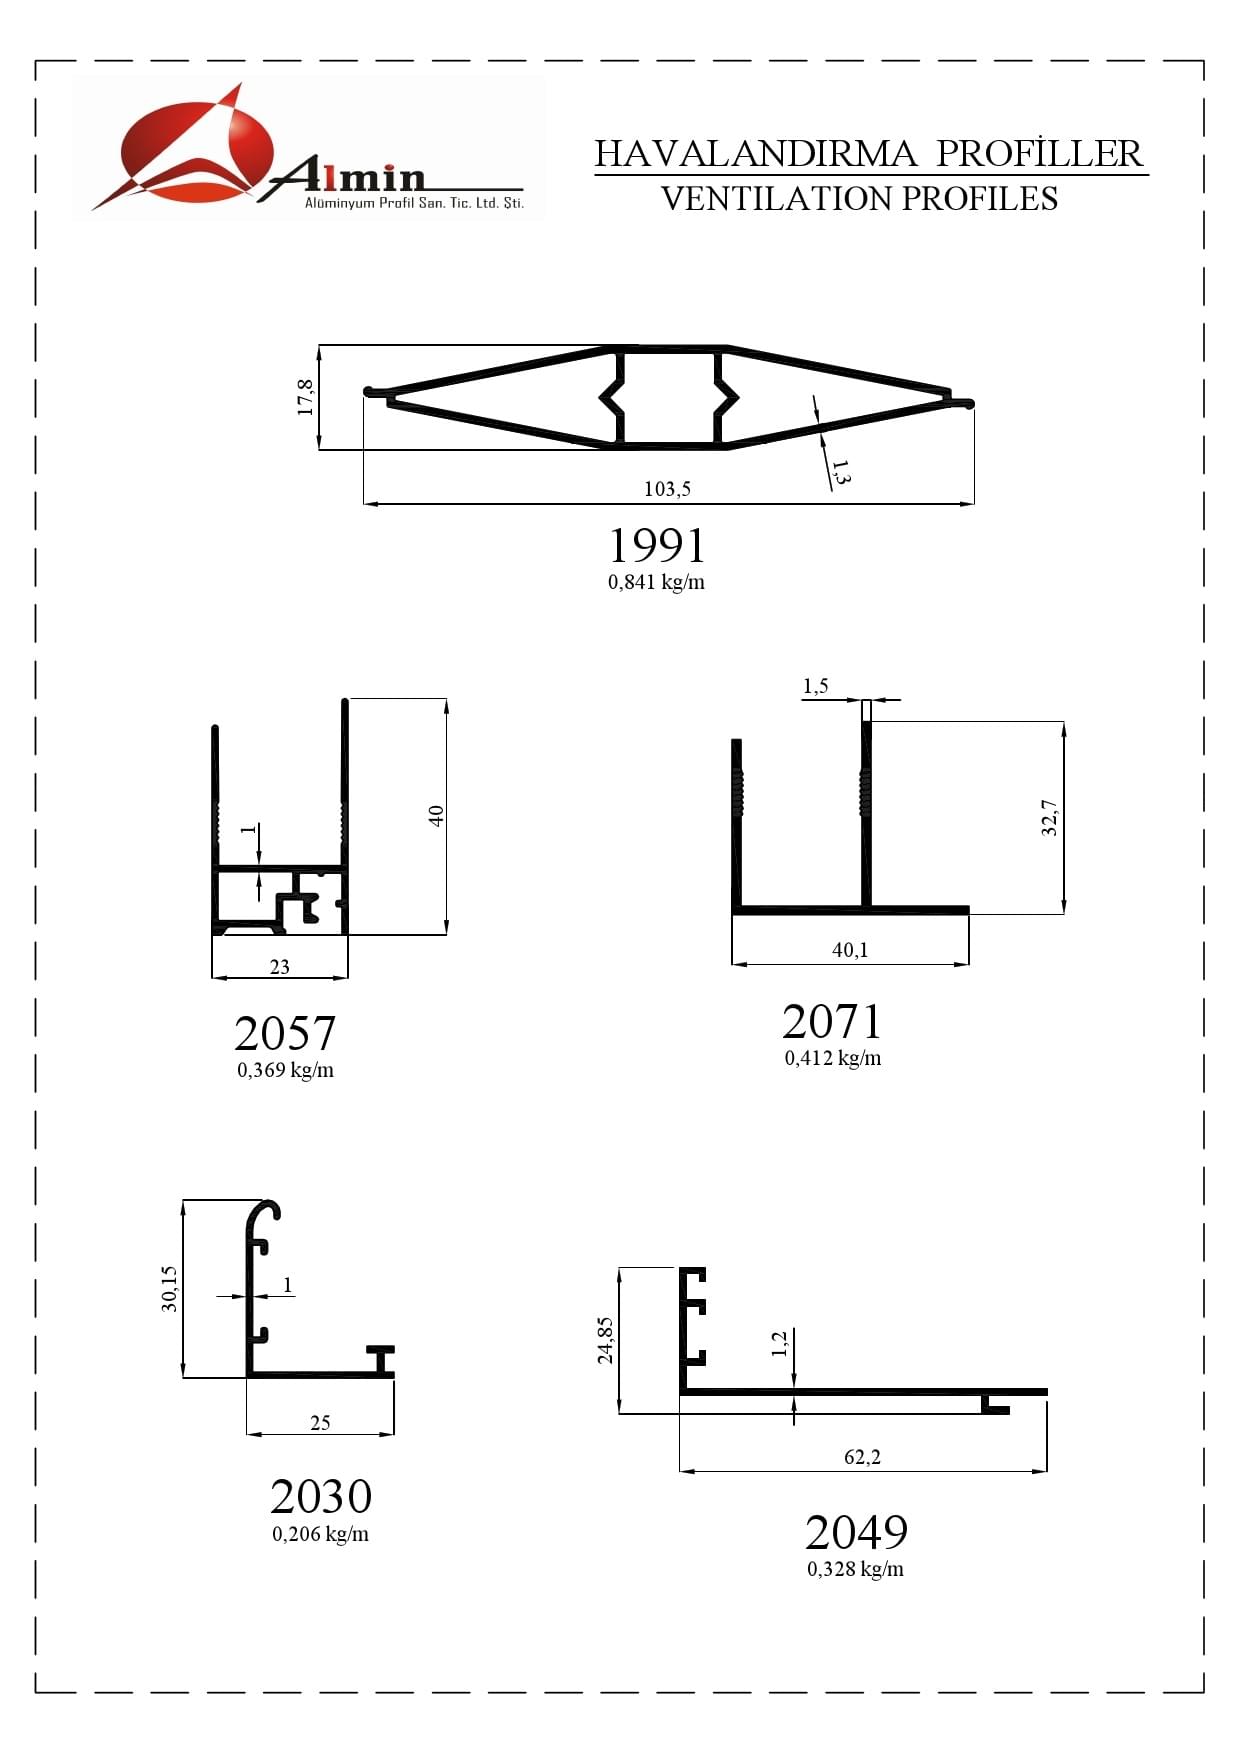 Almin
Alüminyum Profil San. Tic. Ltd. Şti.
HAVALANDIRMA PROFİLLER
VENTILATION PROFILES
17,8
1,3
103,5
1991
0,841 kg/m
1
40
23
2057
0,369 kg/m
1,5
32,7
40,1
2071
0,412 kg/m
30,15
1
25
2030
0,206 kg/m
24,85
1,2
62,2
2049
0,328 kg/m